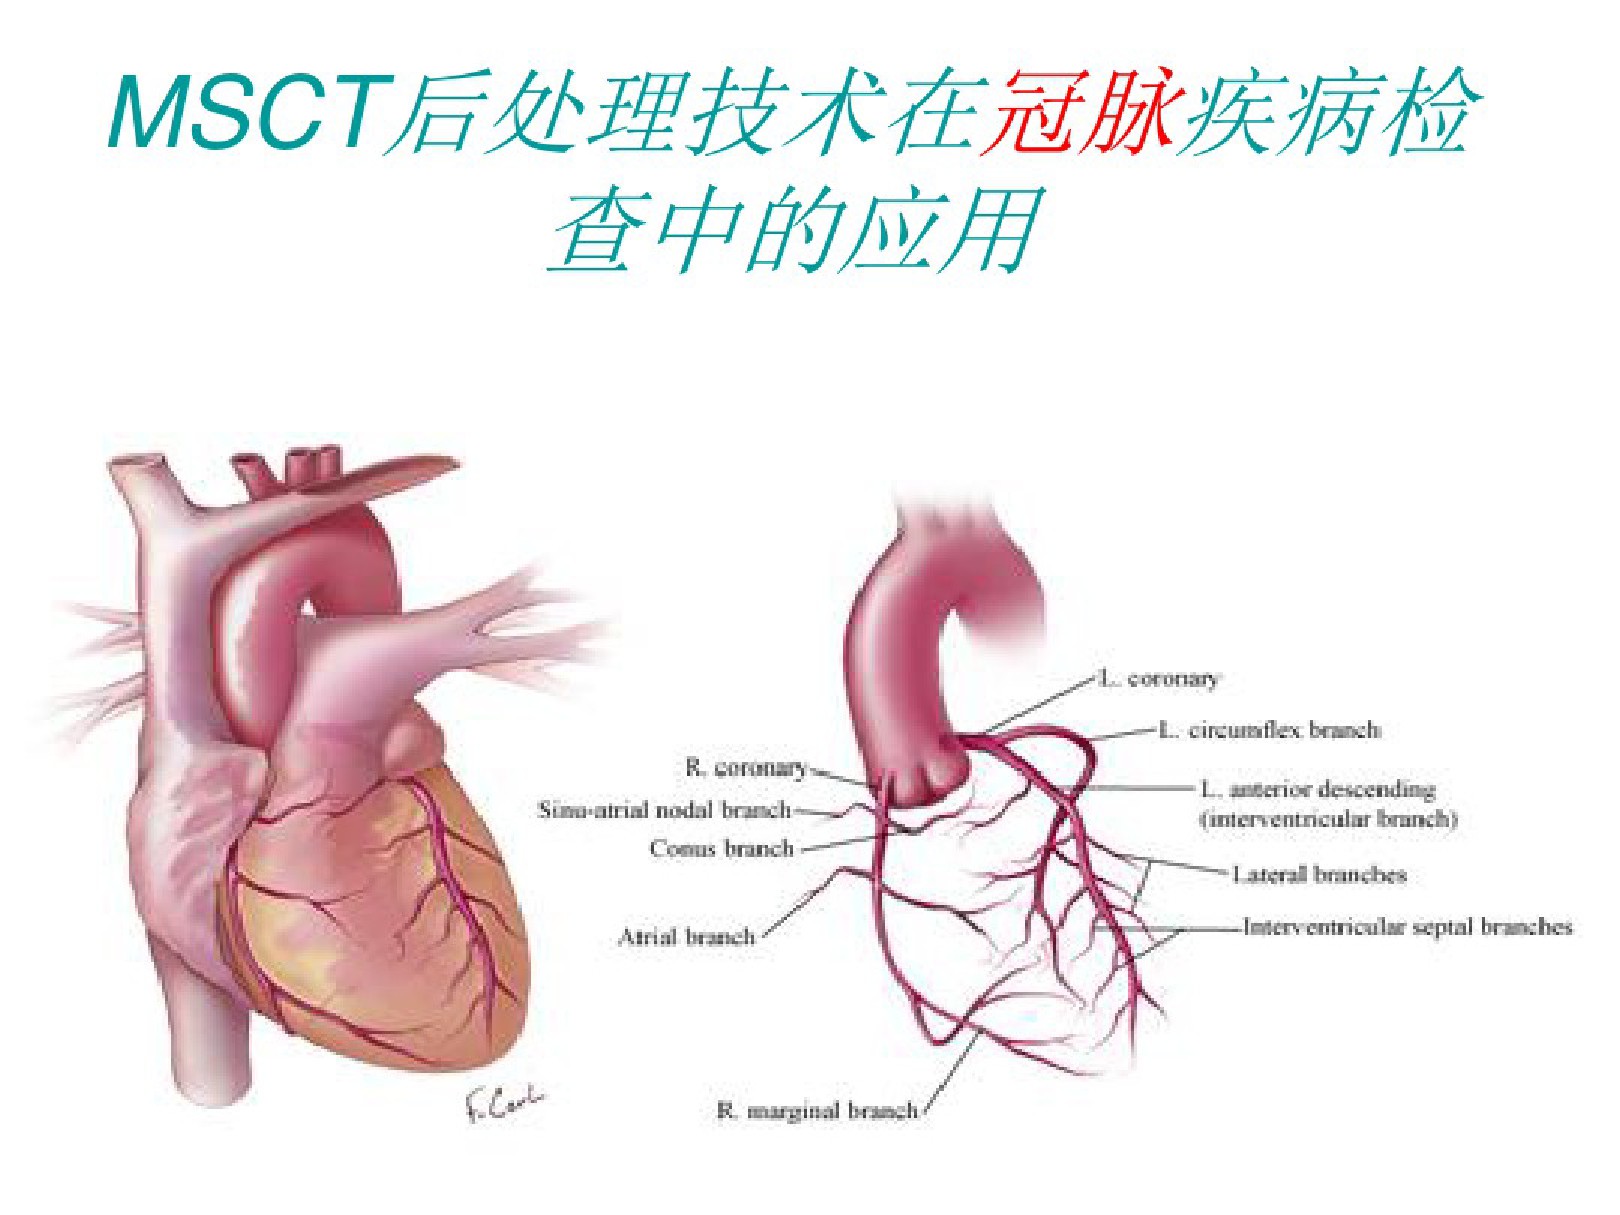 MSCT后处理技术在冠脉疾病检
查中的应用
L. coronary
L. circumflex branch
R. coronary
L. anterior descending
(interventricular branch)
Sinu-atrial nodal branch
Conus branch
Lateral branches
Interventricular septal branches
Atrial branch
R. marginal branch